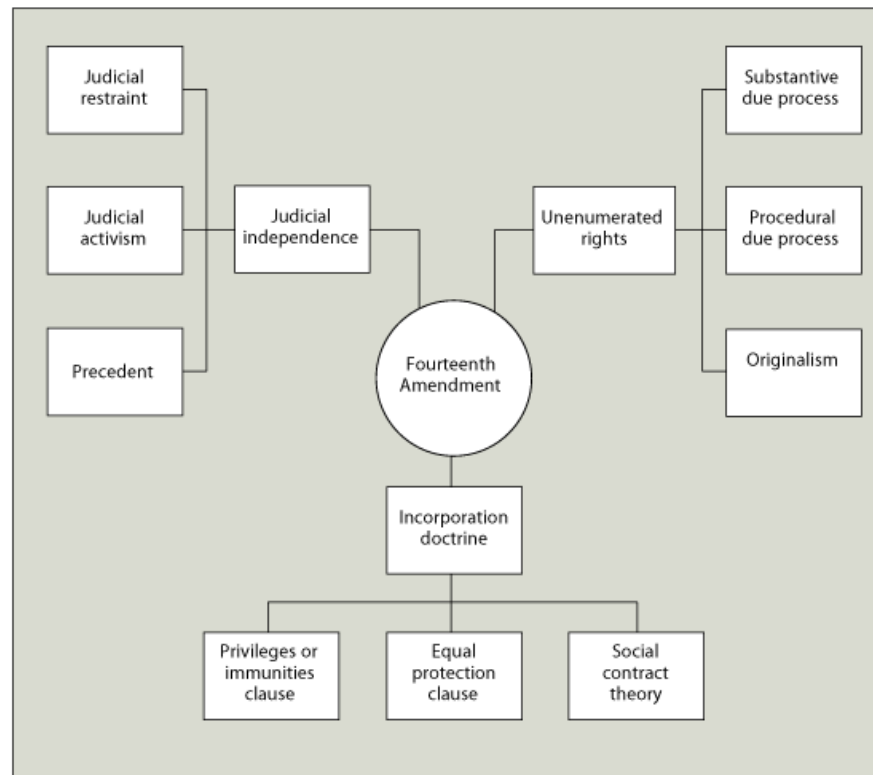 Judicial
restraint
Substantive
due process
Judicial
activism
Judicial
independence
Unenumerated
rights
Procedural
due process
Precedent
Fourteenth
Amendment
Originalism
Incorporation
doctrine
Privileges or
immunities
clause
Equal
protection
clause
Social
contract
theory